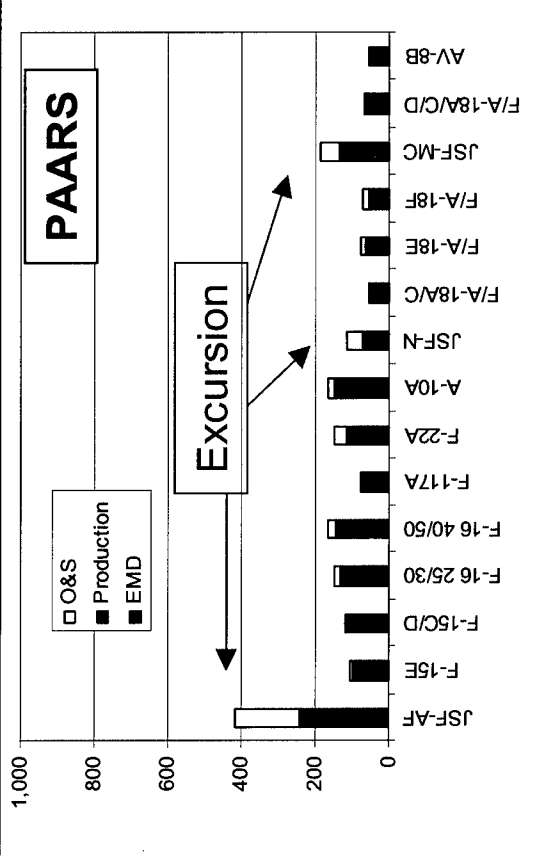 PAARS
O&S
Production
EMD
Excursion
1,000
800
600
400
200
0
JSF-AF
F-15E
F-15C/D
F-16 25/30
F-16 40/50
F-117A
F-22A
A-10A
JSF-N
F/A-18A/C
F/A-18E
F/A-18F
JSF-MC
F/A-18A/C/D
AV-8B